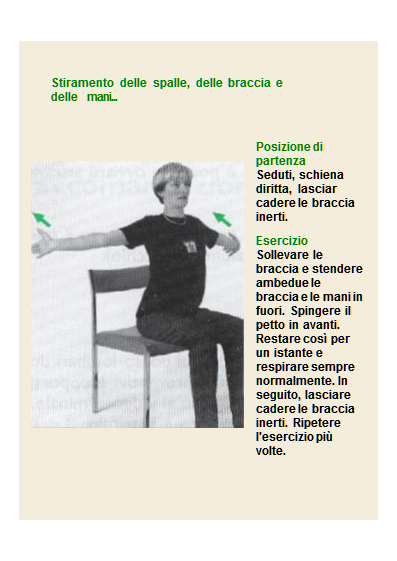 Stiramento delle spalle, delle braccia e
delle mani...
Posizione di
partenza
Seduti, schiena
diritta, lasciar
cadere le braccia
inerti.
Esercizio
Sollevare le
braccia e stendere
ambedue le
braccia e le mani in
fuori. Spingere il
petto in avanti.
Restare così per
un istante e
respirare sempre
normalmente. In
seguito, lasciare
cadere le braccia
inerti. Ripetere
l'esercizio più
volte.